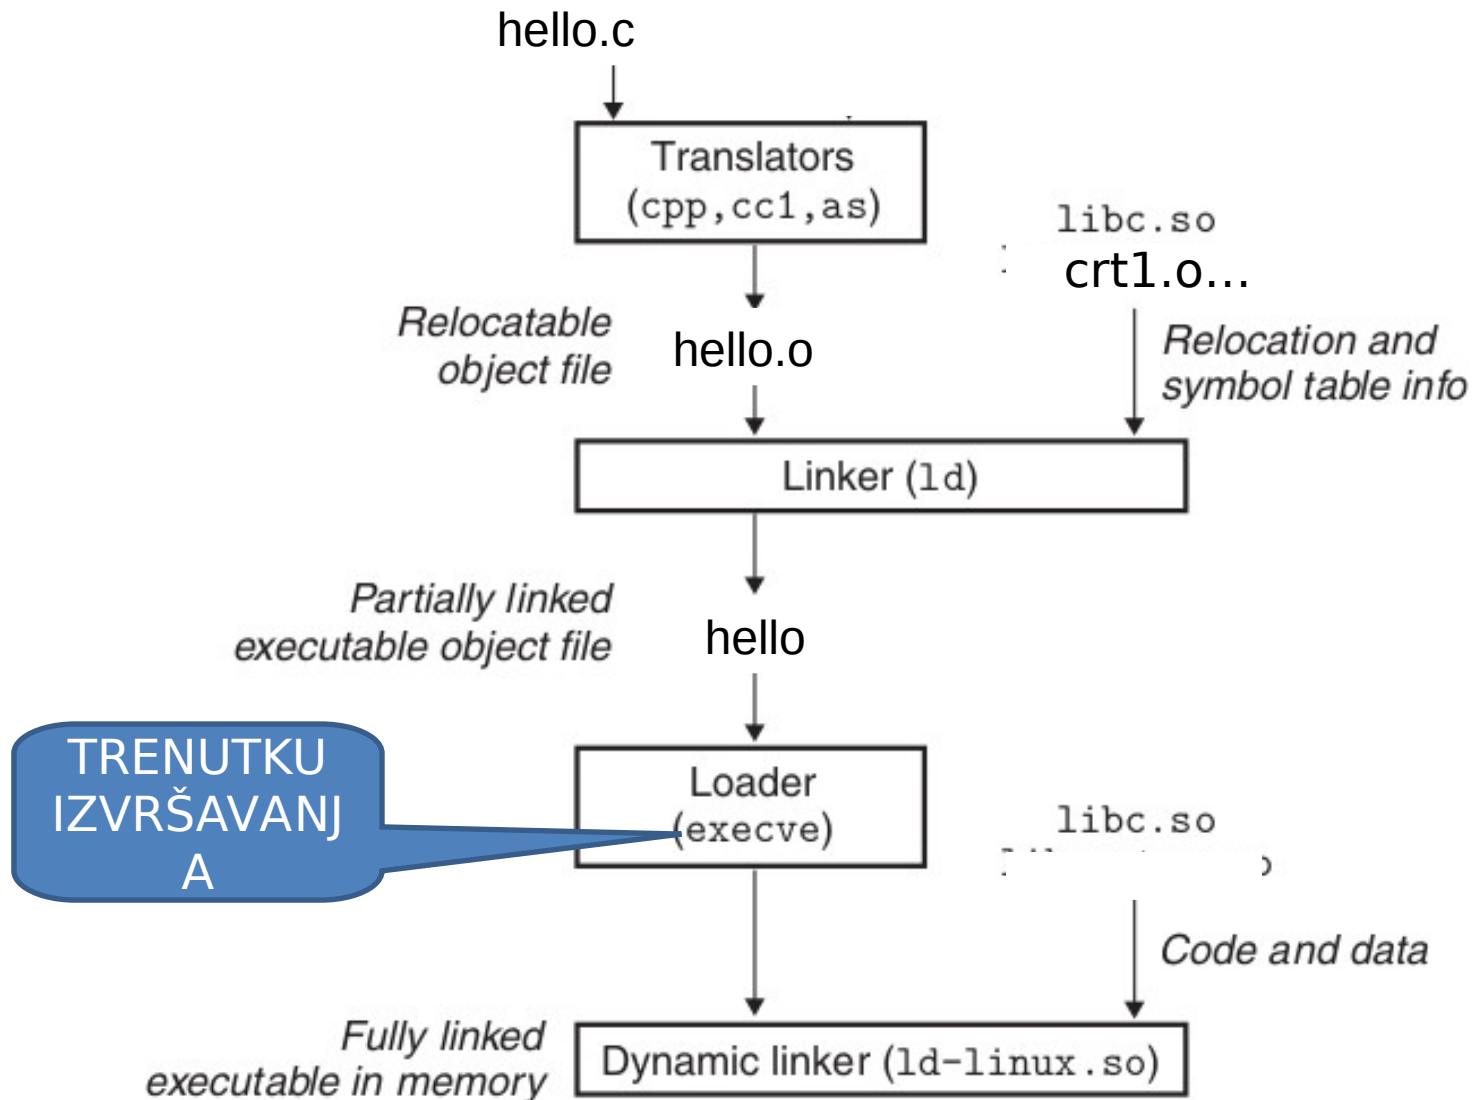 hello.c
Translators
(cpp,cc1,as)
libc.so
crt1.o...
Relocatable
object file
hello.o
Relocation and
symbol table info
Linker (ld)
Partially linked
executable object file
hello
TRENUTKU
IZVRŠAVANJ
A
Loader
(execve)
libc.so
Code and data
Fully linked
executable in memory
Dynamic linker (ld-linux.so)